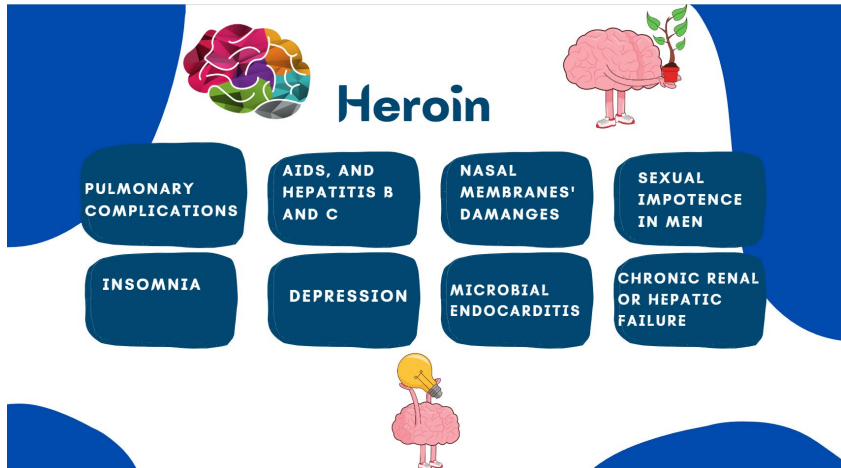 Heroin
PULMONARY
COMPLICATIONS
AIDS, AND
HEPATITIS B
AND C
NASAL
MEMBRANES'
DAMANGES
SEXUAL
IMPOTENCE
IN MEN
INSOMNIA
DEPRESSION
MICROBIAL
ENDOCARDITIS
CHRONIC RENAL
OR HEPATIC
FAILURE